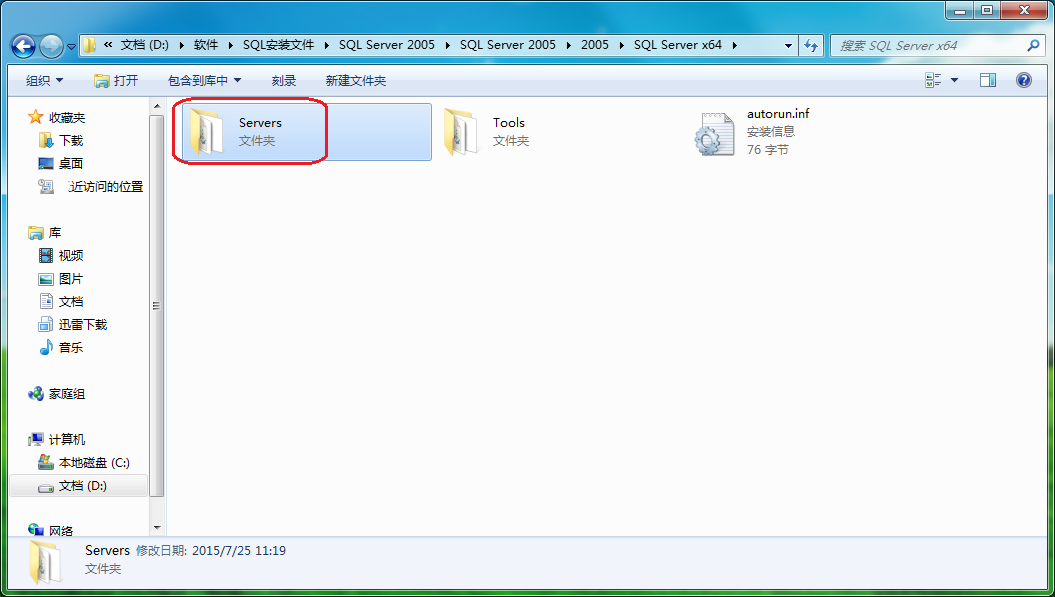 « 文档 (D:) ▸ 软件 ▸ SQL安装文件 ▸ SQL Server 2005 ▸ SQL Server 2005 ▸ 2005 ▸ SQL Server x64 ▸
搜索 SQL Server x64
组织 打开 包含到库中 刻录 新建文件夹
收藏夹
下载
桌面
近访问的位置
库
视频
图片
文档
迅雷下载
音乐
家庭组
计算机
本地磁盘 (C:)
文档 (D:)
网络
Servers
文件夹
Tools
文件夹
autorun.inf
安装信息
76 字节
Servers 修改日期: 2015/7/25 11:19
文件夹